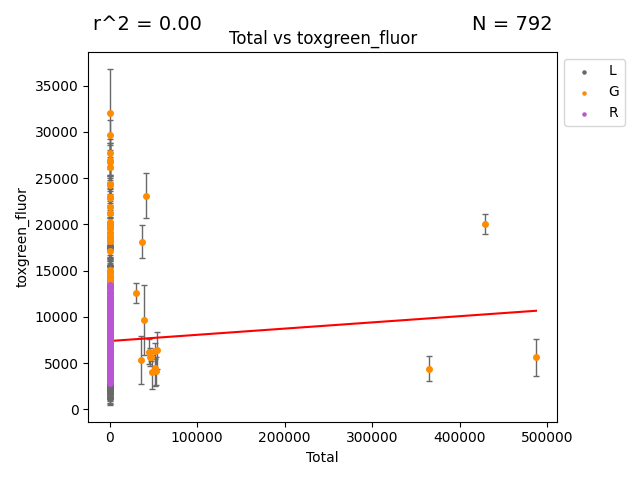 r^2 = 0.00
N = 792
Total vs toxgreen_fluor
L
G
R
35000
30000
25000
20000
15000
10000
5000
0
toxgreen_fluor
0
100000
200000
300000
400000
500000
Total